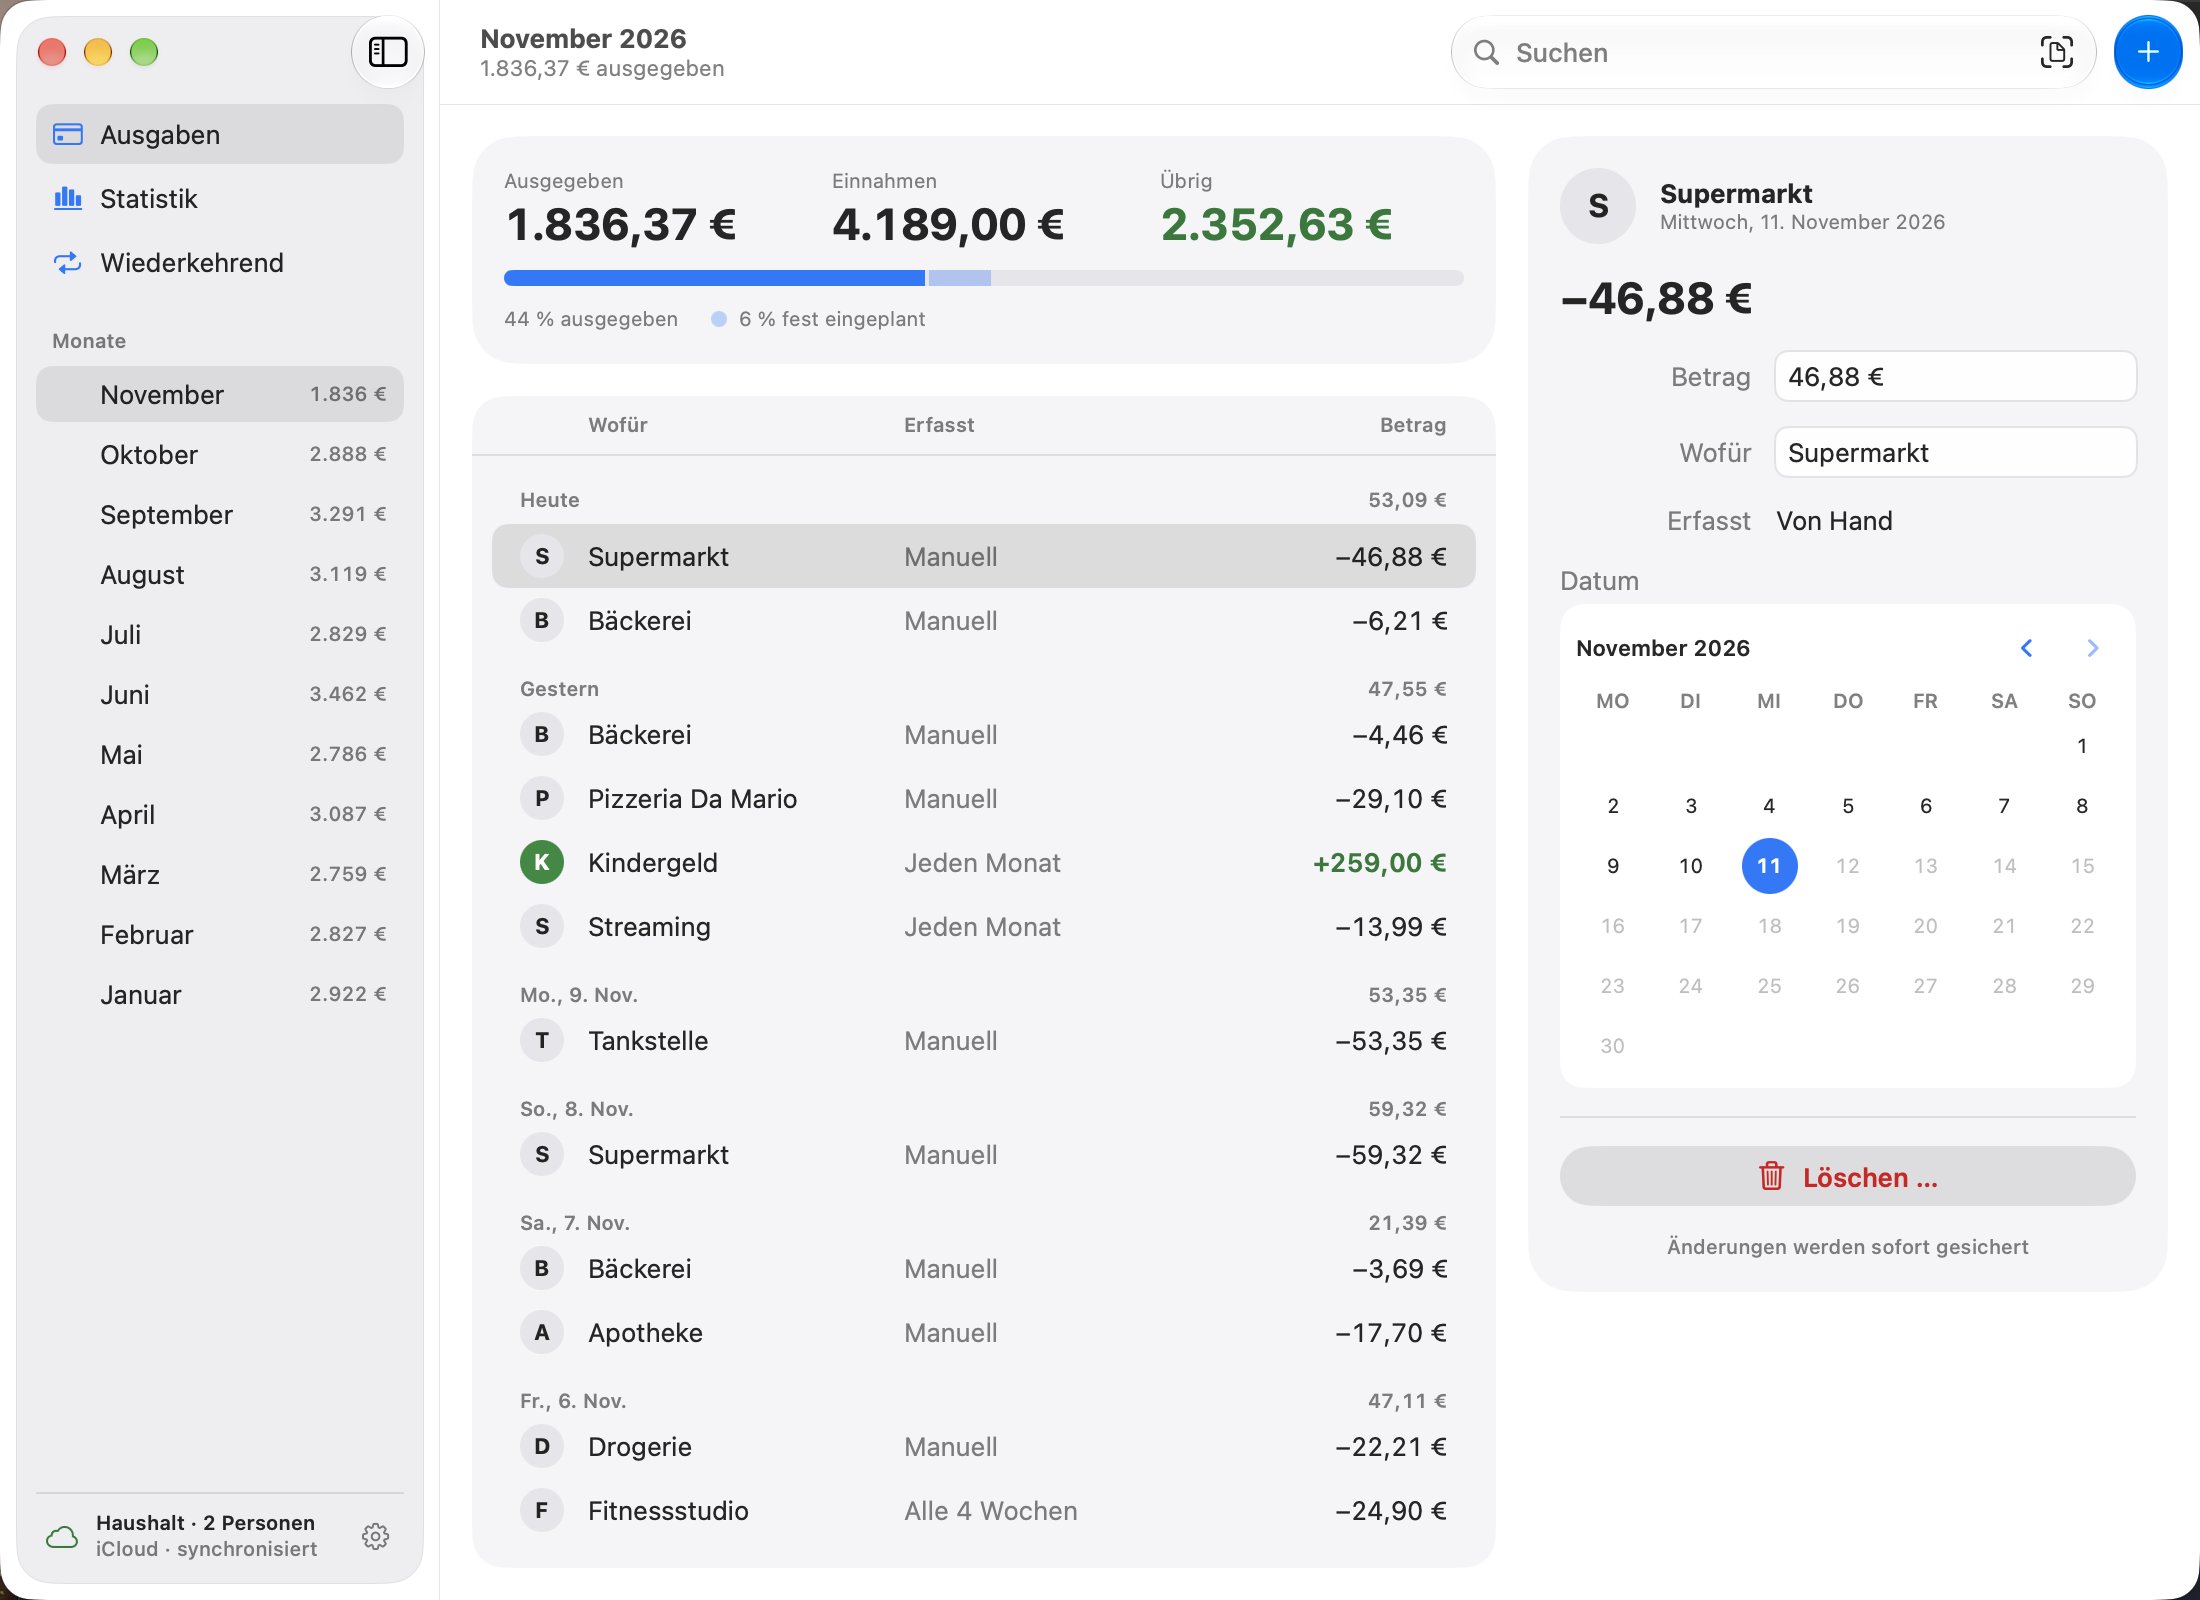 November 2026
1.836,37 € ausgegeben
Suchen
Ausgaben
Statistik
Wiederkehrend
Monate
November 1.836 €
Oktober 2.888 €
September 3.291 €
August 3.119 €
Juli 2.829 €
Juni 3.462 €
Mai 2.786 €
April 3.087 €
März 2.759 €
Februar 2.827 €
Januar 2.922 €
Haushalt · 2 Personen
iCloud · synchronisiert
Ausgegeben Einnahmen Übrig
1.836,37 € 4.189,00 € 2.352,63 €
44 % ausgegeben 6 % fest eingeplant
Wofür Erfasst Betrag
Heute 53,09 €
S Supermarkt Manuell –46,88 €
B Bäckerei Manuell –6,21 €
Gestern 47,55 €
B Bäckerei Manuell –4,46 €
P Pizzeria Da Mario Manuell –29,10 €
K Kindergeld Jeden Monat +259,00 €
S Streaming Jeden Monat –13,99 €
Mo., 9. Nov. 53,35 €
T Tankstelle Manuell –53,35 €
So., 8. Nov. 59,32 €
S Supermarkt Manuell –59,32 €
Sa., 7. Nov. 21,39 €
B Bäckerei Manuell –3,69 €
A Apotheke Manuell –17,70 €
Fr., 6. Nov. 47,11 €
D Drogerie Manuell –22,21 €
F Fitnessstudio Alle 4 Wochen –24,90 €
S Supermarkt
Mittwoch, 11. November 2026
–46,88 €
Betrag 46,88 €
Wofür Supermarkt
Erfasst Von Hand
Datum
November 2026
MO DI MI DO FR SA SO
1
2 3 4 5 6 7 8
9 10 11 12 13 14 15
16 17 18 19 20 21 22
23 24 25 26 27 28 29
30
Löschen ...
Änderungen werden sofort gesichert